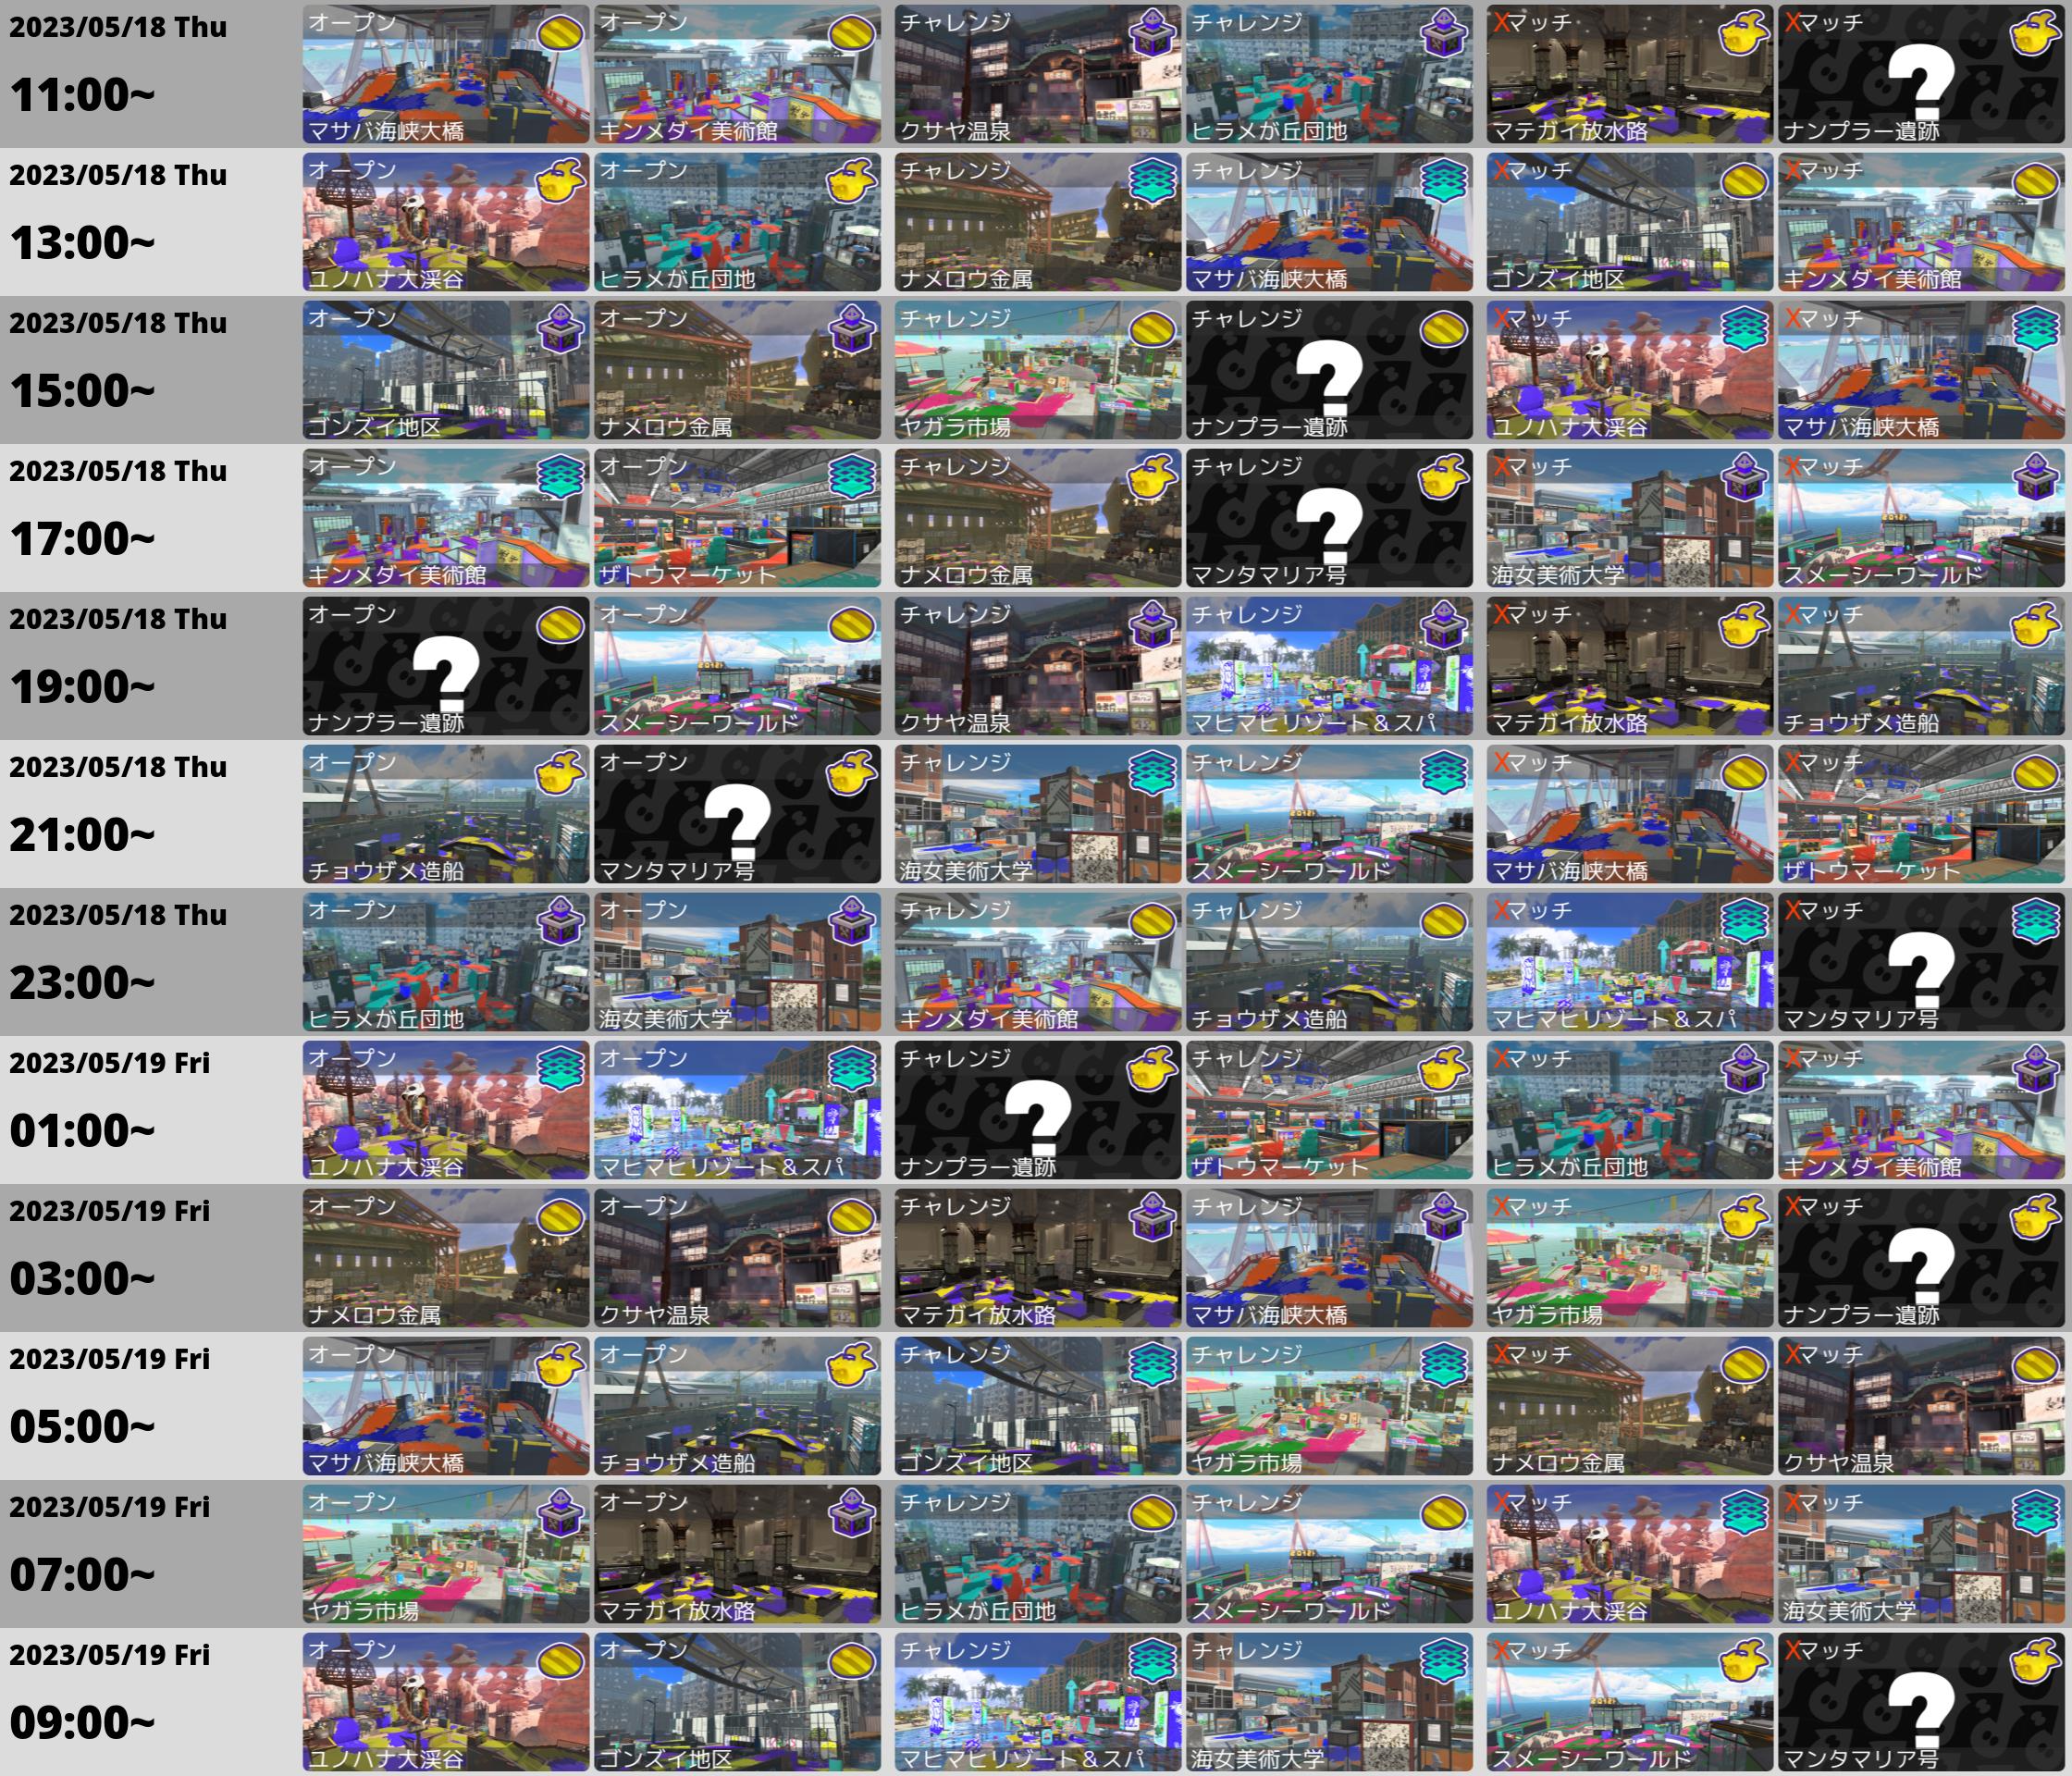 2023/05/18 Thu
11:00~
オープン オープン チャレンジ チャレンジ Xマッチ Xマッチ
マサバ海峡大橋 キンメダイ美術館 クサヤ温泉 ヒラメが丘団地 マテガイ放水路 ナンプラー遺跡
2023/05/18 Thu
13:00~
オープン オープン チャレンジ チャレンジ Xマッチ Xマッチ
ユノハナ大渓谷 ヒラメが丘団地 ナメロウ金属 マサバ海峡大橋 ゴンズイ地区 キンメダイ美術館
2023/05/18 Thu
15:00~
オープン オープン チャレンジ チャレンジ Xマッチ Xマッチ
ゴンズイ地区 ナメロウ金属 ヤガラ市場 ナンプラー遺跡 ユノハナ大渓谷 マサバ海峡大橋
2023/05/18 Thu
17:00~
オープン オープン チャレンジ チャレンジ Xマッチ Xマッチ
キンメダイ美術館 ザトウマーケット ナメロウ金属 マンタマリア号 海女美術大学 スメーシーワールド
2023/05/18 Thu
19:00~
オープン オープン チャレンジ チャレンジ Xマッチ Xマッチ
ナンプラー遺跡 スメーシーワールド クサヤ温泉 マヒマヒリゾート＆スパ マテガイ放水路 チョウザメ造船
2023/05/18 Thu
21:00~
オープン オープン チャレンジ チャレンジ Xマッチ Xマッチ
チョウザメ造船 マンタマリア号 海女美術大学 スメーシーワールド マサバ海峡大橋 ザトウマーケット
2023/05/18 Thu
23:00~
オープン オープン チャレンジ チャレンジ Xマッチ Xマッチ
ヒラメが丘団地 海女美術大学 キンメダイ美術館 チョウザメ造船 マヒマヒリゾート＆スパ マンタマリア号
2023/05/19 Fri
01:00~
オープン オープン チャレンジ チャレンジ Xマッチ Xマッチ
ユノハナ大渓谷 マヒマヒリゾート＆スパ ナンプラー遺跡 ザトウマーケット ヒラメが丘団地 キンメダイ美術館
2023/05/19 Fri
03:00~
オープン オープン チャレンジ チャレンジ Xマッチ Xマッチ
ナメロウ金属 クサヤ温泉 マテガイ放水路 マサバ海峡大橋 ヤガラ市場 ナンプラー遺跡
2023/05/19 Fri
05:00~
オープン オープン チャレンジ チャレンジ Xマッチ Xマッチ
マサバ海峡大橋 チョウザメ造船 ゴンズイ地区 ヤガラ市場 ナメロウ金属 クサヤ温泉
2023/05/19 Fri
07:00~
オープン オープン チャレンジ チャレンジ Xマッチ Xマッチ
ヤガラ市場 マテガイ放水路 ヒラメが丘団地 スメーシーワールド ユノハナ大渓谷 海女美術大学
2023/05/19 Fri
09:00~
オープン オープン チャレンジ チャレンジ Xマッチ Xマッチ
ユノハナ大渓谷 ゴンズイ地区 マヒマヒリゾート＆スパ 海女美術大学 スメーシーワールド マンタマリア号